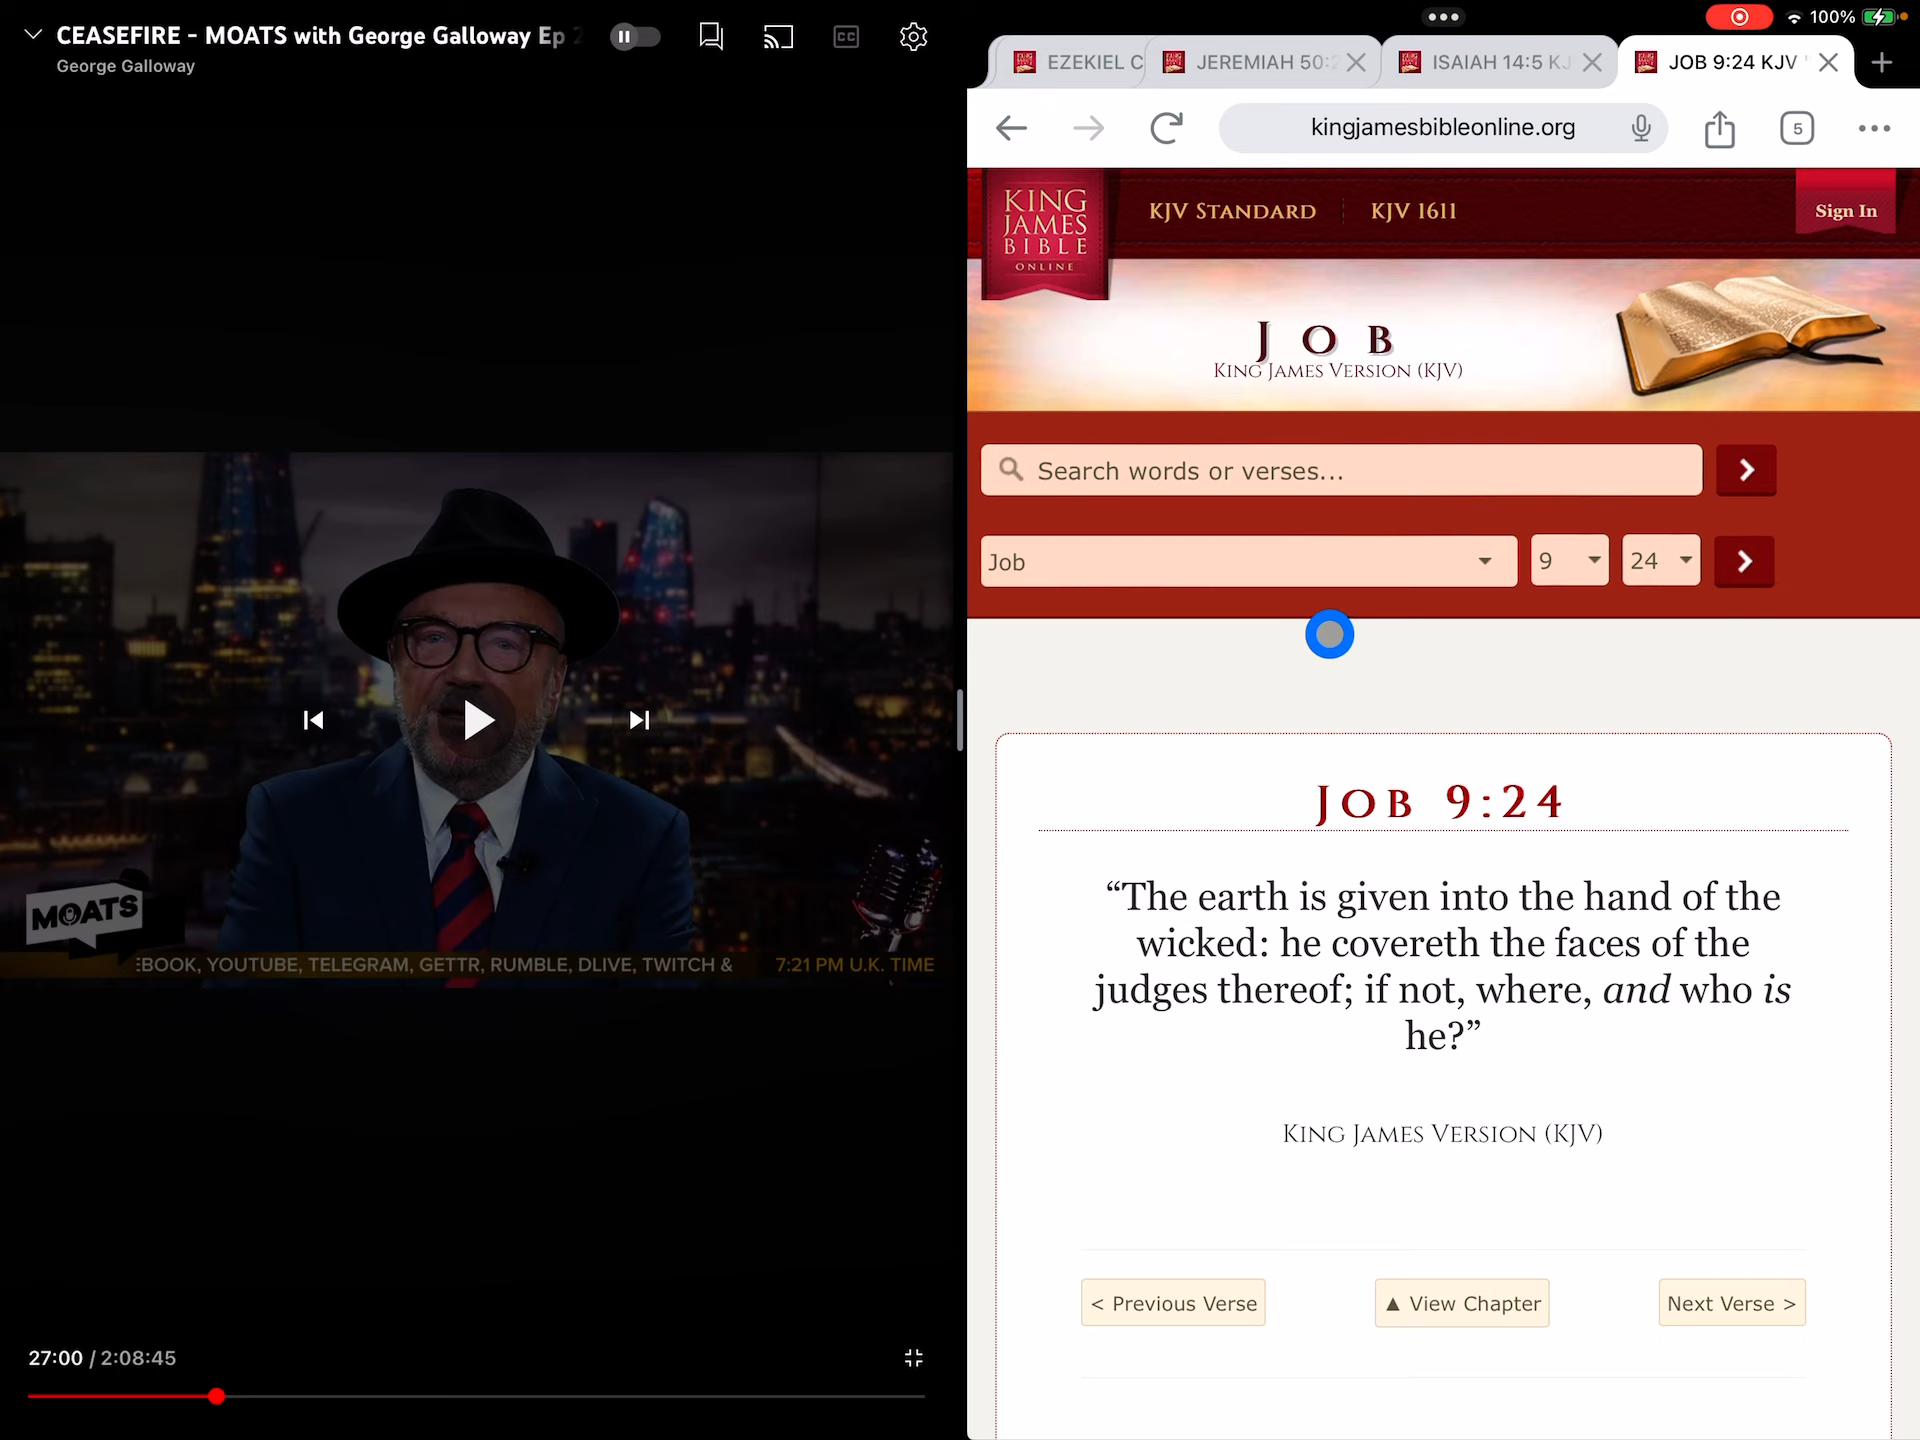 CEASEFIRE - MOATS with George Galloway Ep
George Galloway
CC
MOATS
:BOOK, YOUTUBE, TELEGRAM, GETTR, RUMBLE, DLIVE, TWITCH &
7:21 PM U.K. TIME
27:00 / 2:08:45
100%
EZEKIEL C
JEREMIAH 50:2
ISAIAH 14:5 KJ
JOB 9:24 KJV
kingjamesbibleonline.org
5
KING
JAMES
BIBLE
ONLINE
KJV STANDARD
KJV 1611
Sign In
JOB
KING JAMES VERSION (KJV)
Search words or verses...
Job
9
24
JOB 9:24
“The earth is given into the hand of the
wicked: he covereth the faces of the
judges thereof; if not, where, and who is
he?”
KING JAMES VERSION (KJV)
< Previous Verse
▲ View Chapter
Next Verse >